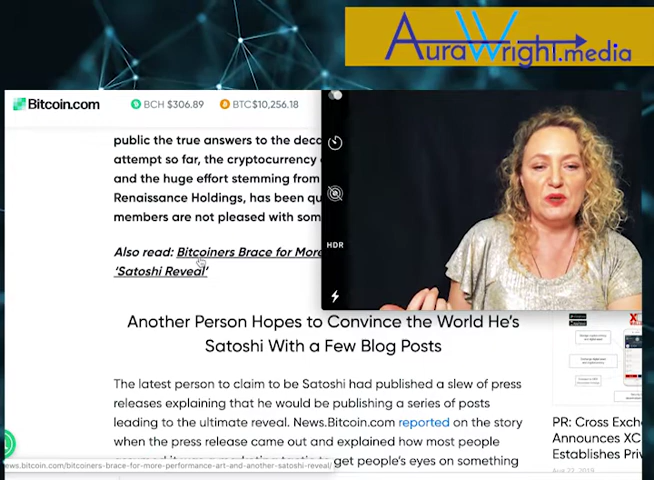 AuraWright.media
Bitcoin.com
BCH $306.89
BTC $10,256.18
public the true answers to the deca
attempt so far, the cryptocurrency
and the huge effort stemming from
Renaissance Holdings, has been qu
members are not pleased with som
Also read: Bitcoiners Brace for More
'Satoshi Reveal'
HDR
Another Person Hopes to Convince the World He's
Satoshi With a Few Blog Posts
The latest person to claim to be Satoshi had published a slew of press
releases explaining that he would be publishing a series of posts
leading to the ultimate reveal. News.Bitcoin.com reported on the story
when the press release came out and explained how most people
get people's eyes on something
news.bitcoin.com/bitcoiners-brace-for-more-performance-art-and-another-satoshi-reveal/
PR: Cross Exch
Announces XC
Establishes Priv
Aug 22, 2019